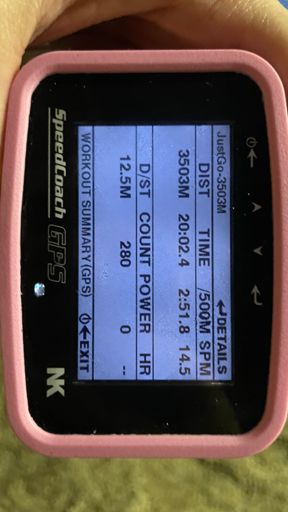 JustGo-3503M
↵DETAILS
DIST TIME /500M SPM
3503M 20:02.4 2:51.8 14.5
D/ST COUNT POWER HR
12.5M 280 0 --
WORKOUT SUMMARY(GPS) ←EXIT
SpeedCoach GPS
NK